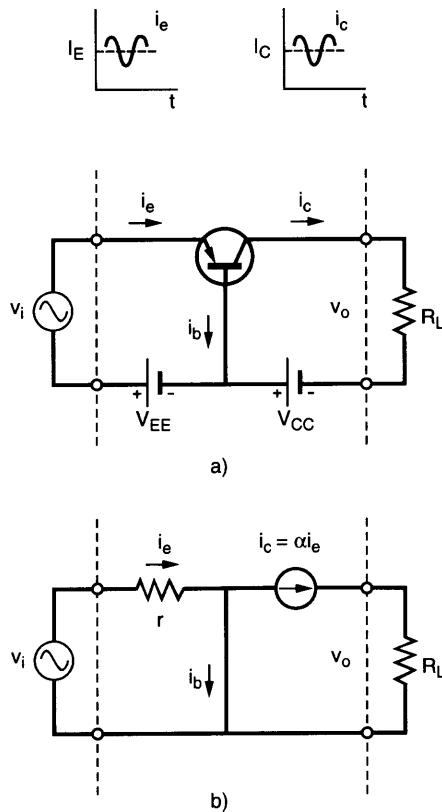 i_e i_c
I_E I_C
t t
i_e i_c
v_i i_b v_o R_L
+ - + -
V_EE V_CC
a)
i_e i_c = αi_e
r
v_i i_b v_o R_L
b)